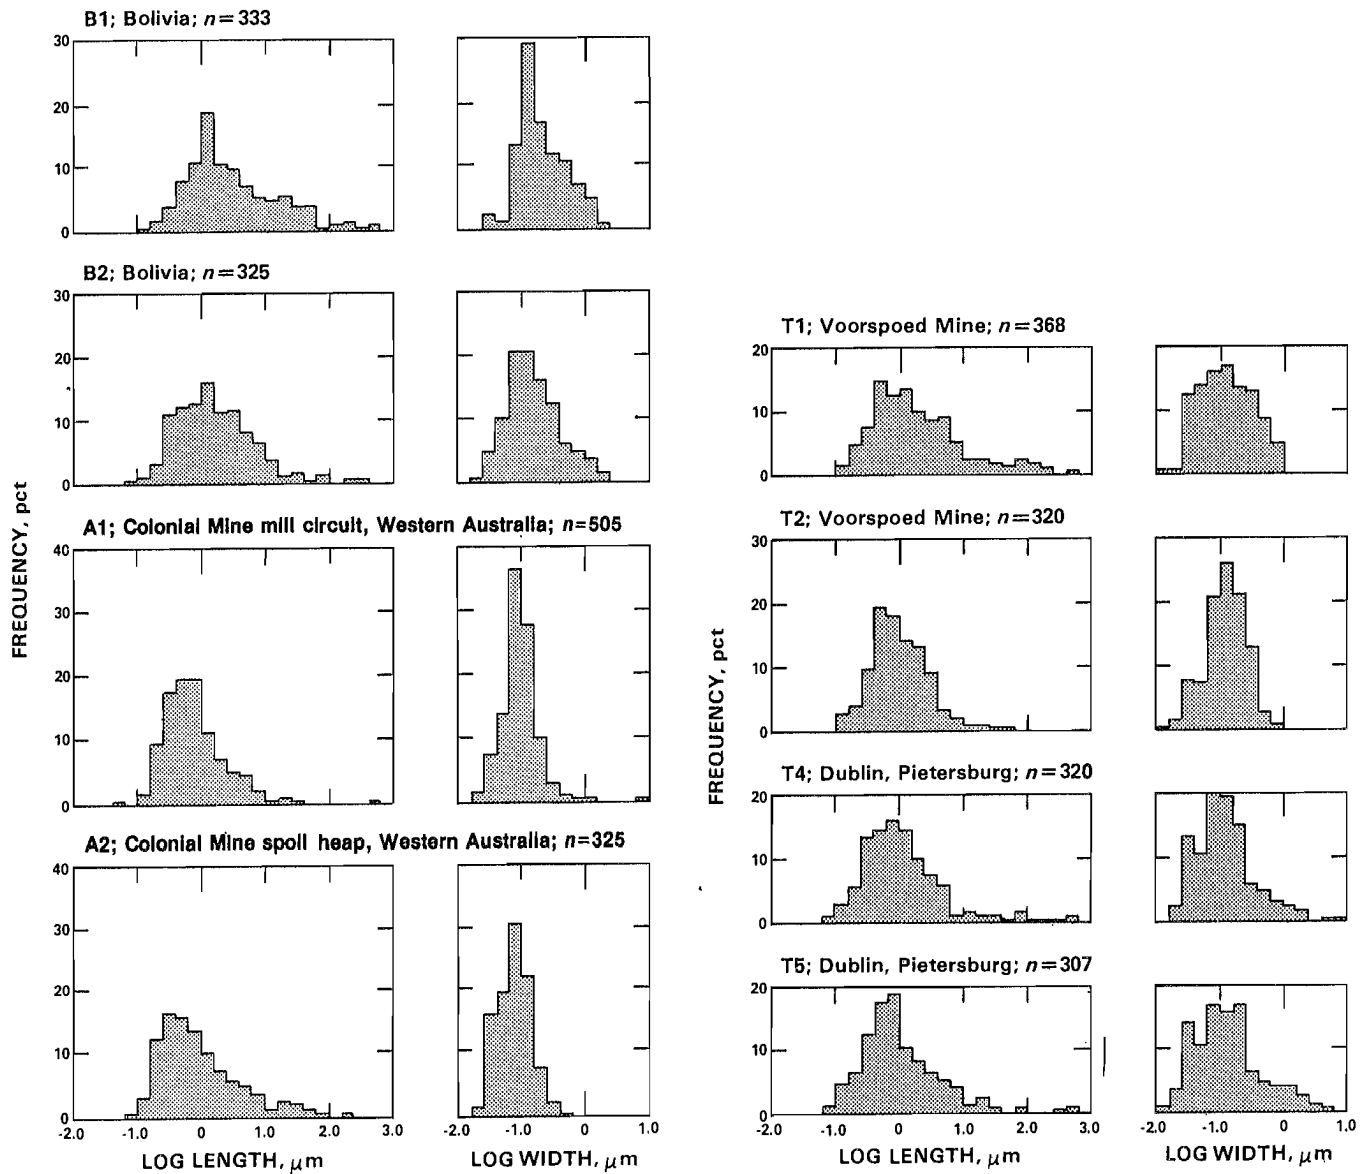 B1; Bolivia; n=333
30
20
10
0
B2; Bolivia; n=325
30
20
10
0
A1; Colonial Mine mill circuit, Western Australia; n=505
40
30
20
10
0
A2; Colonial Mine spoil heap, Western Australia; n=325
40
30
20
10
0
-2.0 -1.0 0 1.0 2.0 3.0
LOG LENGTH, μm
-2.0 -1.0 0 1.0
LOG WIDTH, μm
FREQUENCY, pct
T1; Voorspoed Mine; n=368
20
10
0
T2; Voorspoed Mine; n=320
30
20
10
0
T4; Dublin, Pietersburg; n=320
20
10
0
T5; Dublin, Pietersburg; n=307
20
10
0
-2.0 -1.0 0 1.0 2.0 3.0
LOG LENGTH, μm
-2.0 -1.0 0 1.0
LOG WIDTH, μm
FREQUENCY, pct